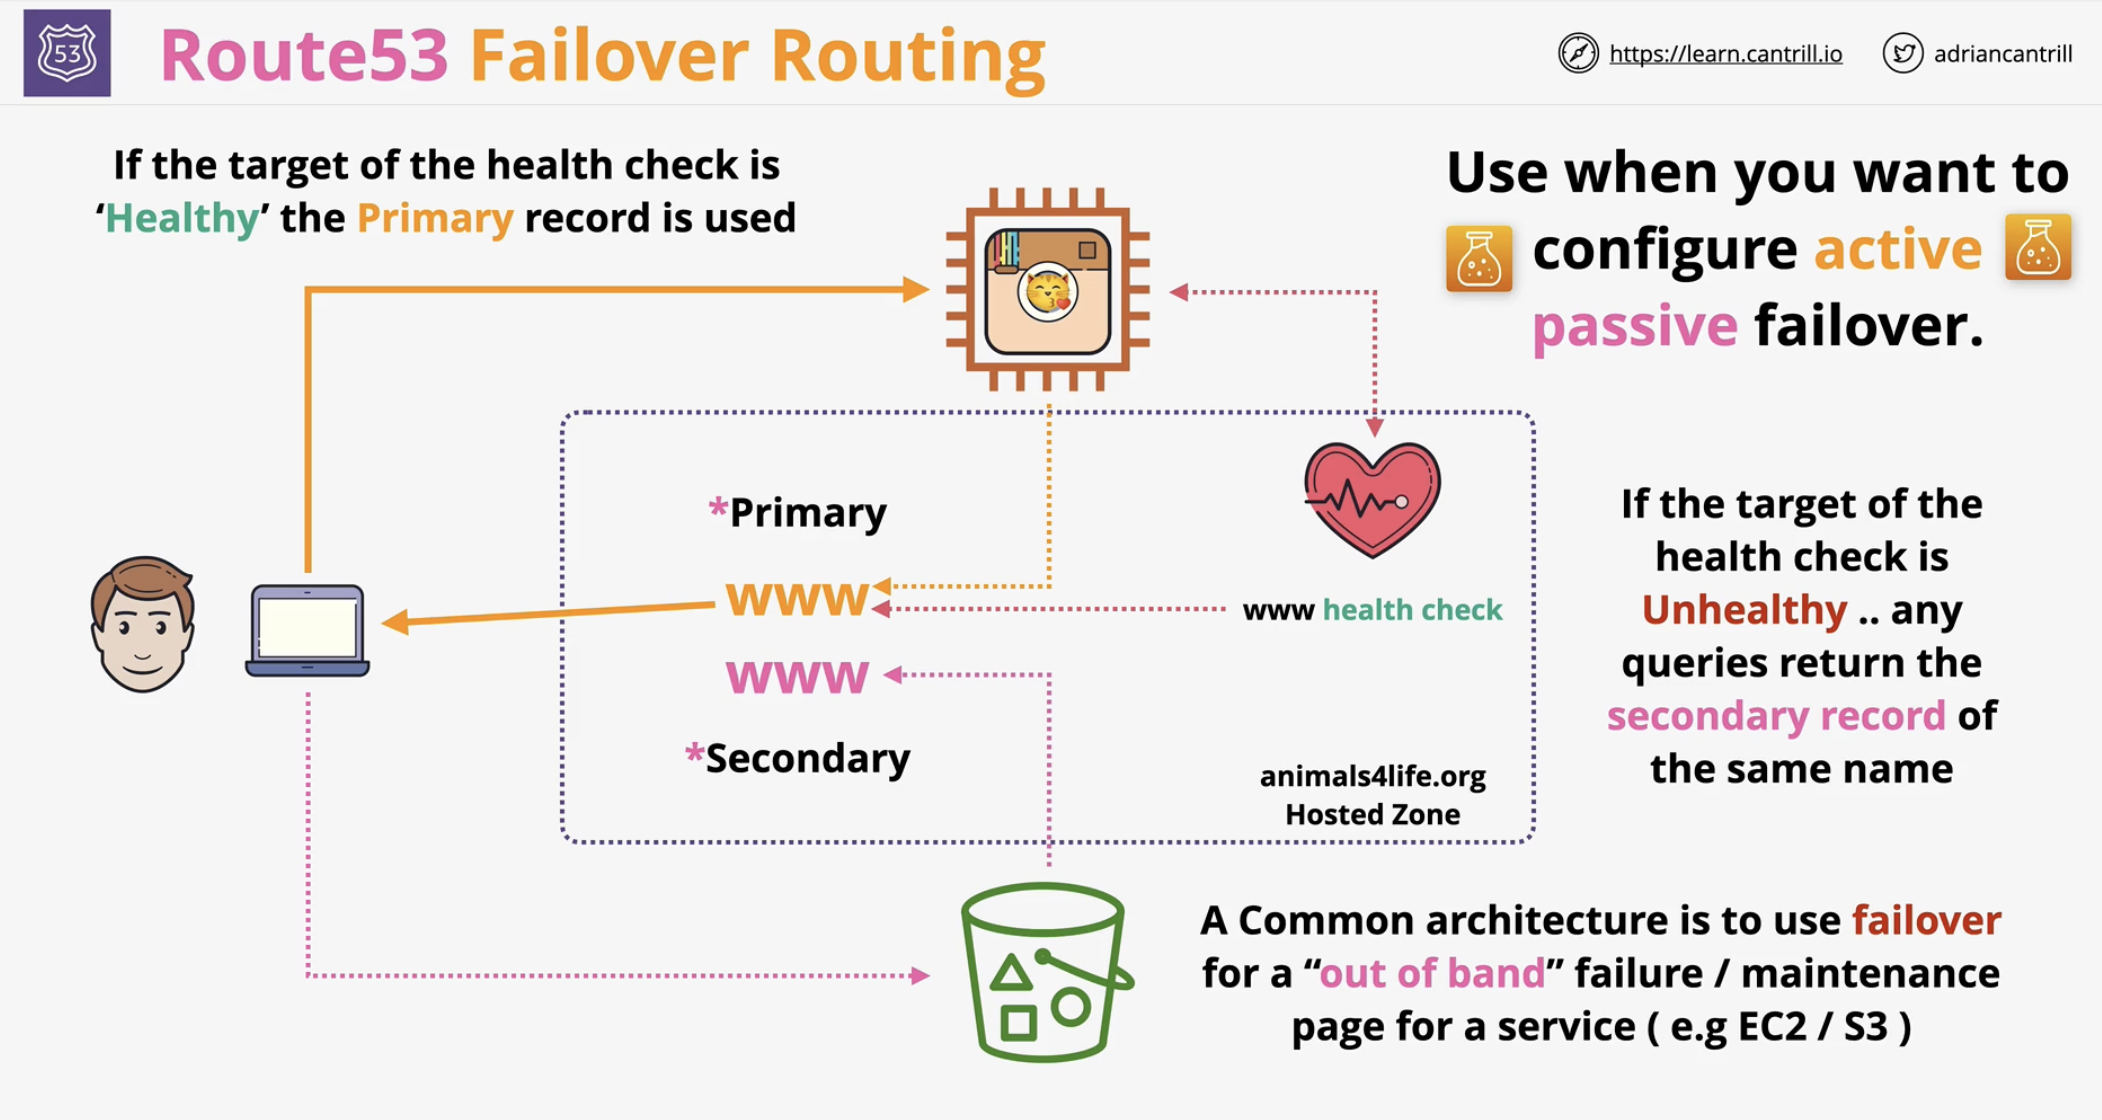 53
Route53 Failover Routing
https://learn.cantrill.io
adriancantrill
If the target of the health check is
‘Healthy’ the Primary record is used
Use when you want to
configure active
passive failover.
*Primary
www
www health check
www
*Secondary
animals4life.org
Hosted Zone
If the target of the
health check is
Unhealthy .. any
queries return the
secondary record of
the same name
A Common architecture is to use failover
for a “out of band” failure / maintenance
page for a service ( e.g EC2 / S3 )